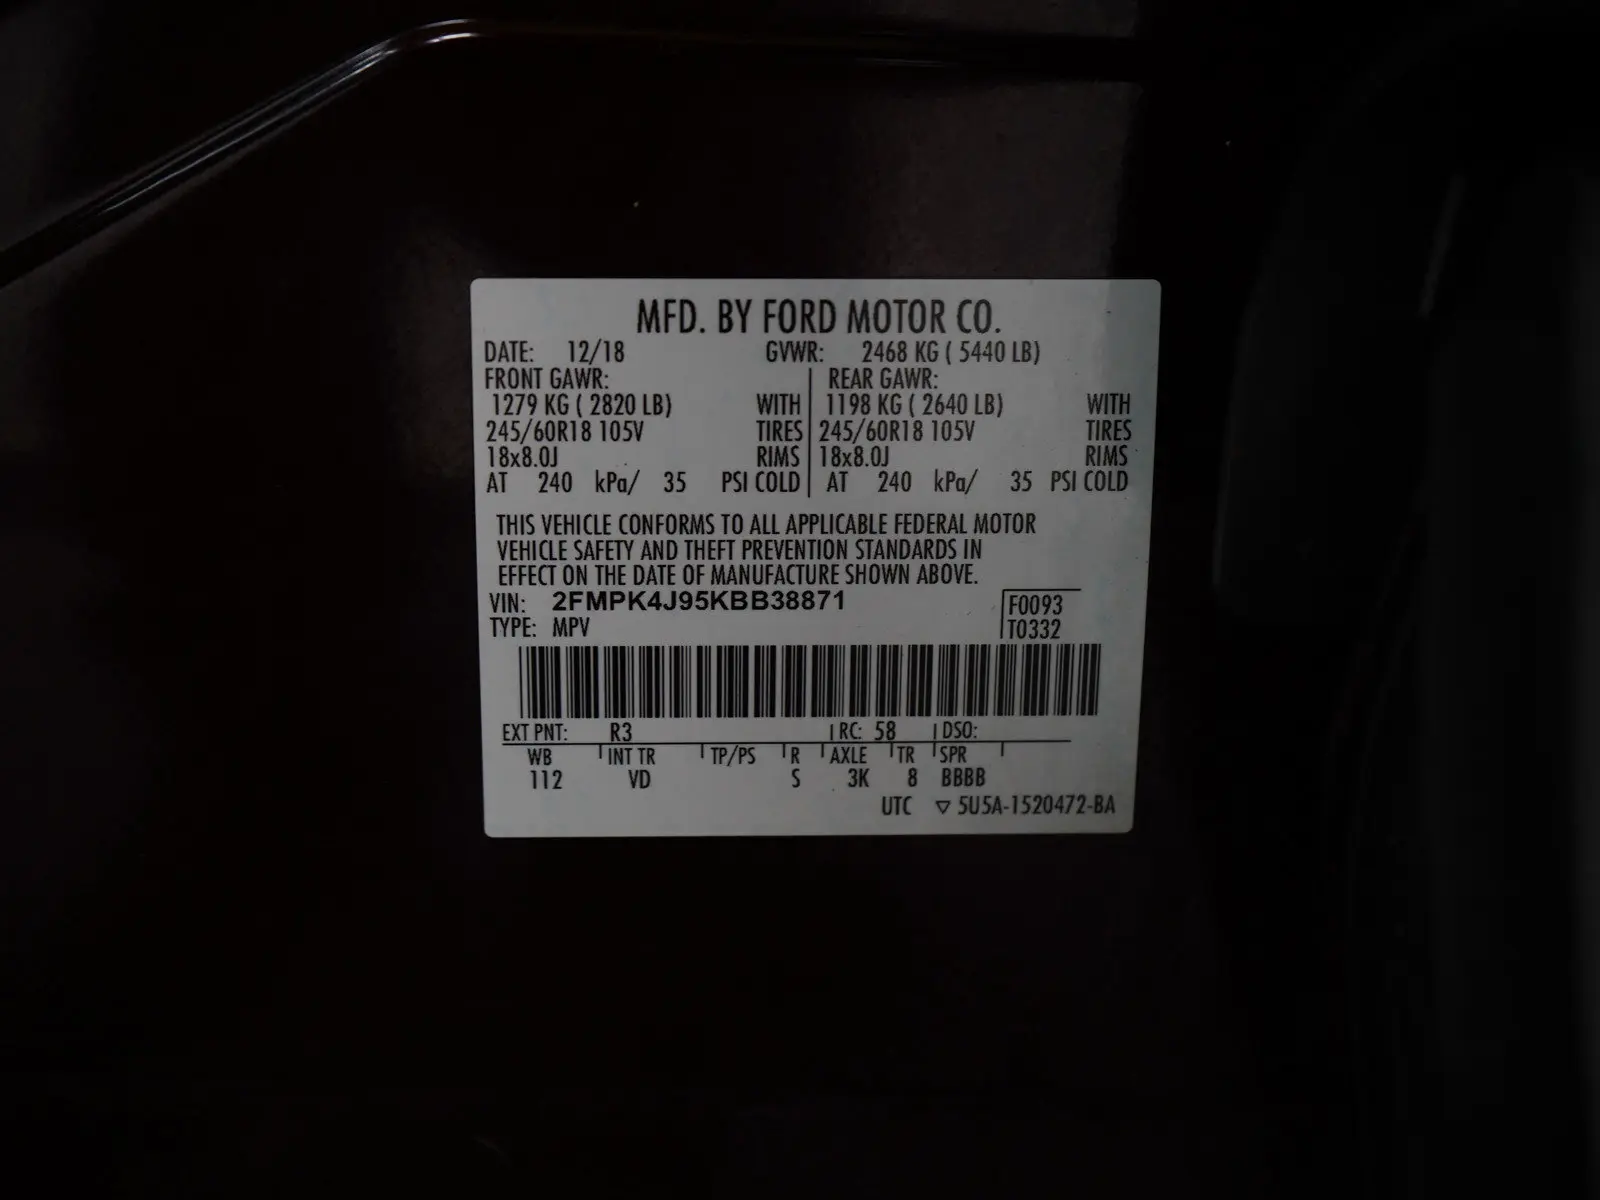 MFD. BY FORD MOTOR CO.
DATE: 12/18 GVWR: 2468 KG ( 5440 LB)
FRONT GAWR: REAR GAWR:
1279 KG ( 2820 LB) WITH 1198 KG ( 2640 LB) WITH
245/60R18 105V TIRES 245/60R18 105V TIRES
18x8.0J RIMS 18x8.0J RIMS
AT 240 kPa/ 35 PSI COLD AT 240 kPa/ 35 PSI COLD
THIS VEHICLE CONFORMS TO ALL APPLICABLE FEDERAL MOTOR
VEHICLE SAFETY AND THEFT PREVENTION STANDARDS IN
EFFECT ON THE DATE OF MANUFACTURE SHOWN ABOVE.
VIN: 2FMPK4J95KBB38871 F0093
TYPE: MPV T0332
EXT PNT: R3 RC: 58 DSO:
WB INT TR TP/PS R AXLE TR SPR
112 VD S 3K 8 BBBB
UTC ▽ 5U5A-1520472-BA